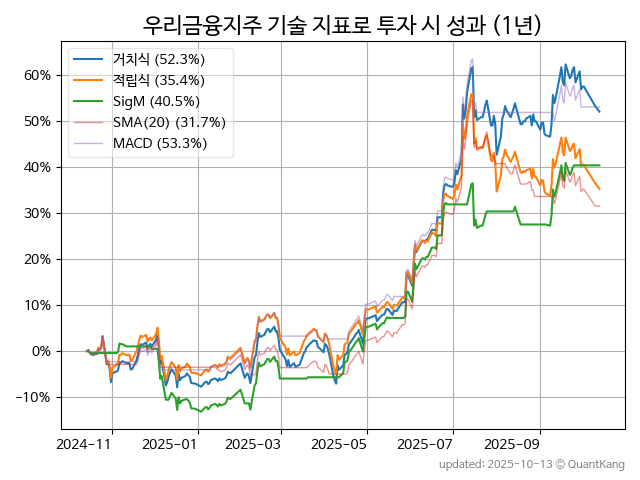 우리금융지주 기술 지표로 투자 시 성과 (1년)
거치식 (52.3%)
적립식 (35.4%)
SigM (40.5%)
SMA(20) (31.7%)
MACD (53.3%)
60%
50%
40%
30%
20%
10%
0%
−10%
2024-11
2025-01
2025-03
2025-05
2025-07
2025-09
updated: 2025-10-13 © QuantKang